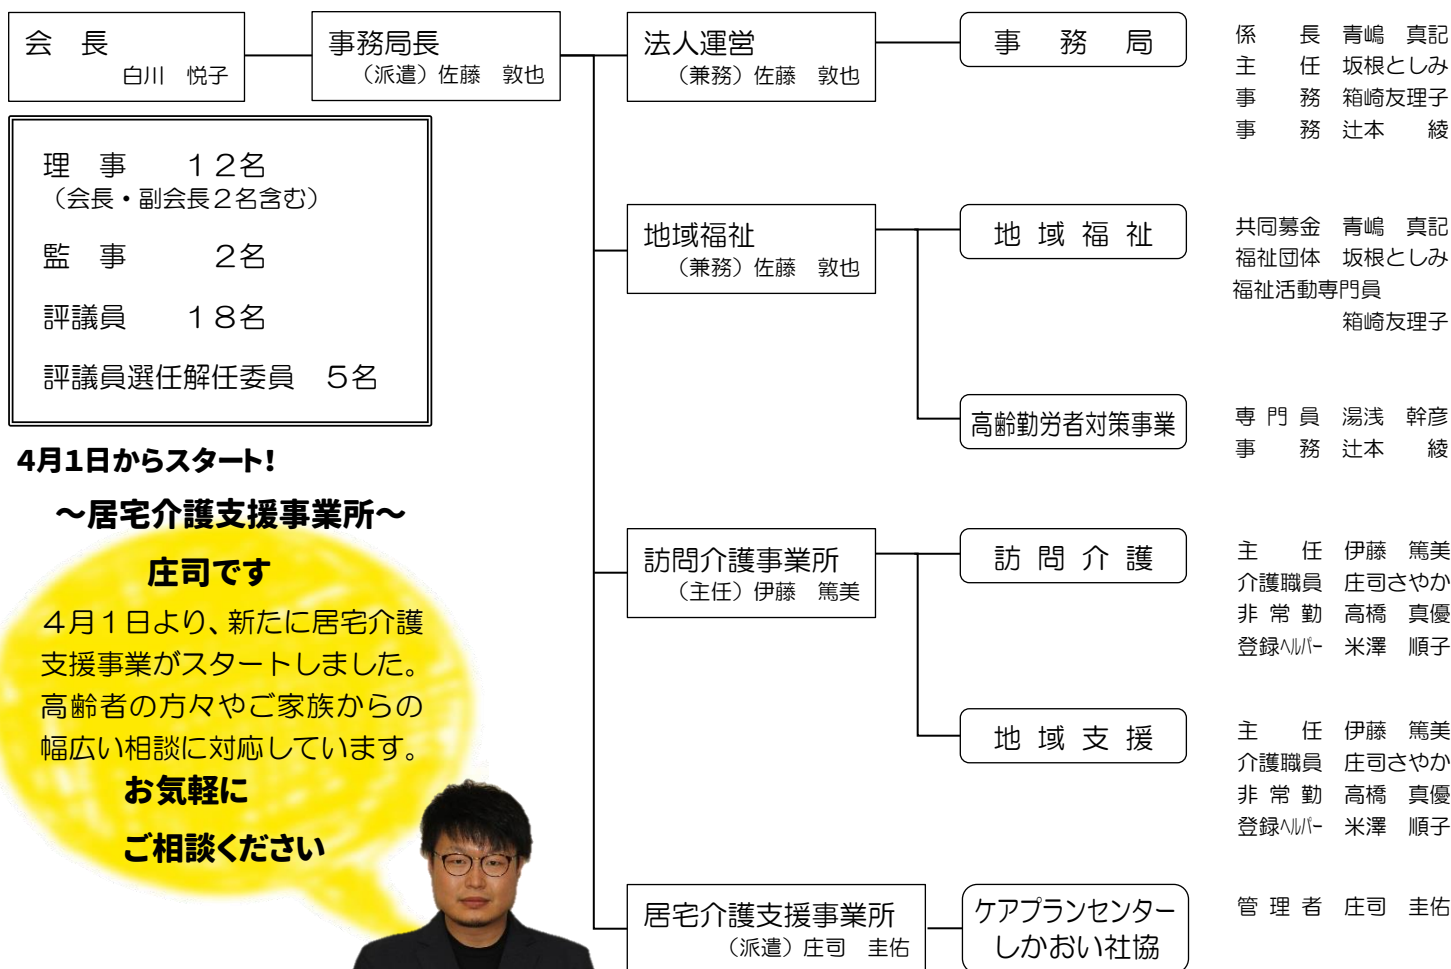 会　長
白川　悦子
事務局長
（派遣）佐藤　敦也
法人運営
（兼務）佐藤　敦也
事　務　局
係　　長　青嶋　真記
主　　任　坂根としみ
事　　務　箱崎友理子
事　　務　辻本　　綾
理　事　　１２名
（会長・副会長２名含む）
監　事　　　２名
評議員　　１８名
評議員選任解任委員　５名
地域福祉
（兼務）佐藤　敦也
地 域 福 祉
共同募金　青嶋　真記
福祉団体　坂根としみ
福祉活動専門員
箱崎友理子
高齢勤労者対策事業
専 門 員　湯浅　幹彦
事　　務　辻本　　綾
4月1日からスタート！
～居宅介護支援事業所～
庄司です
４月１日より、新たに居宅介護
支援事業がスタートしました。
高齢者の方々やご家族からの
幅広い相談に対応しています。
お気軽に
ご相談ください
訪問介護事業所
（主任）伊藤　篤美
訪 問 介 護
主　　任　伊藤　篤美
介護職員　庄司さやか
非 常 勤　高橋　真優
登録ﾍﾙﾊﾟｰ　米澤　順子
地 域 支 援
主　　任　伊藤　篤美
介護職員　庄司さやか
非 常 勤　高橋　真優
登録ﾍﾙﾊﾟｰ　米澤　順子
居宅介護支援事業所
（派遣）庄司　圭佑
ケアプランセンター
しかおい社協
管 理 者　庄司　圭佑